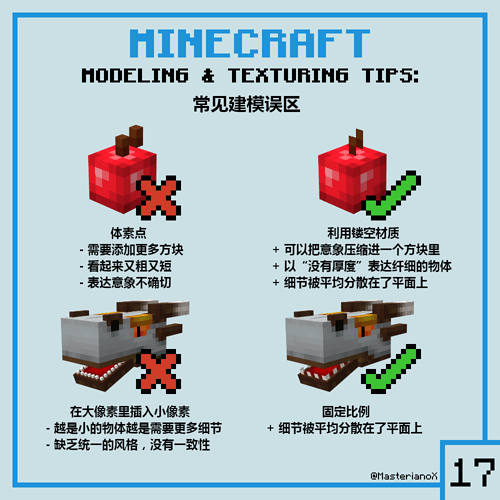 MINECRAFT
MODELING & TEXTURING TIPS:
常见建模误区
体素点
- 需要添加更多方块
- 看起来又粗又短
- 表达意象不确切
利用镂空材质
+ 可以把意象压缩进一个方块里
+ 以“没有厚度”表达纤细的物体
+ 细节被平均分散在了平面上
在大像素里插入小像素
- 越是小的物体越是需要更多细节
- 缺乏统一的风格，没有一致性
固定比例
+ 细节被平均分散在了平面上
@MasterianoX
17